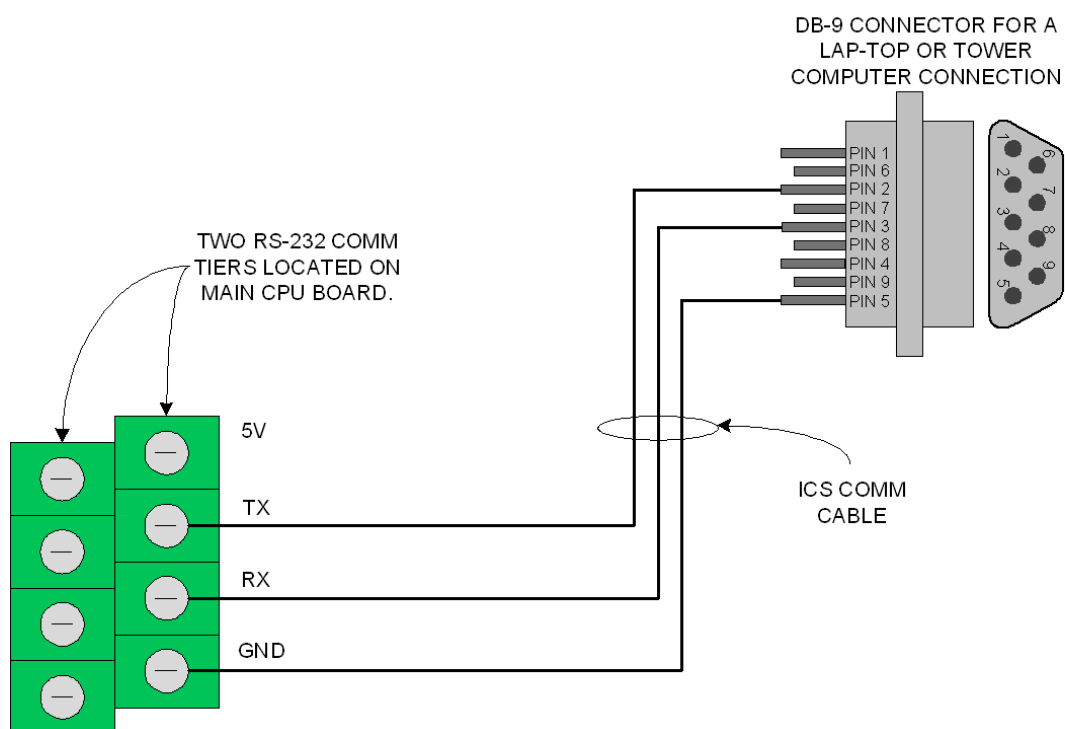 DB-9 CONNECTOR FOR A
LAP-TOP OR TOWER
COMPUTER CONNECTION
PIN 1
PIN 6
PIN 2
PIN 7
PIN 3
PIN 8
PIN 4
PIN 9
PIN 5
1
6
2
7
3
8
4
9
5
TWO RS-232 COMM
TIERS LOCATED ON
MAIN CPU BOARD.
5V
TX
RX
GND
ICS COMM
CABLE